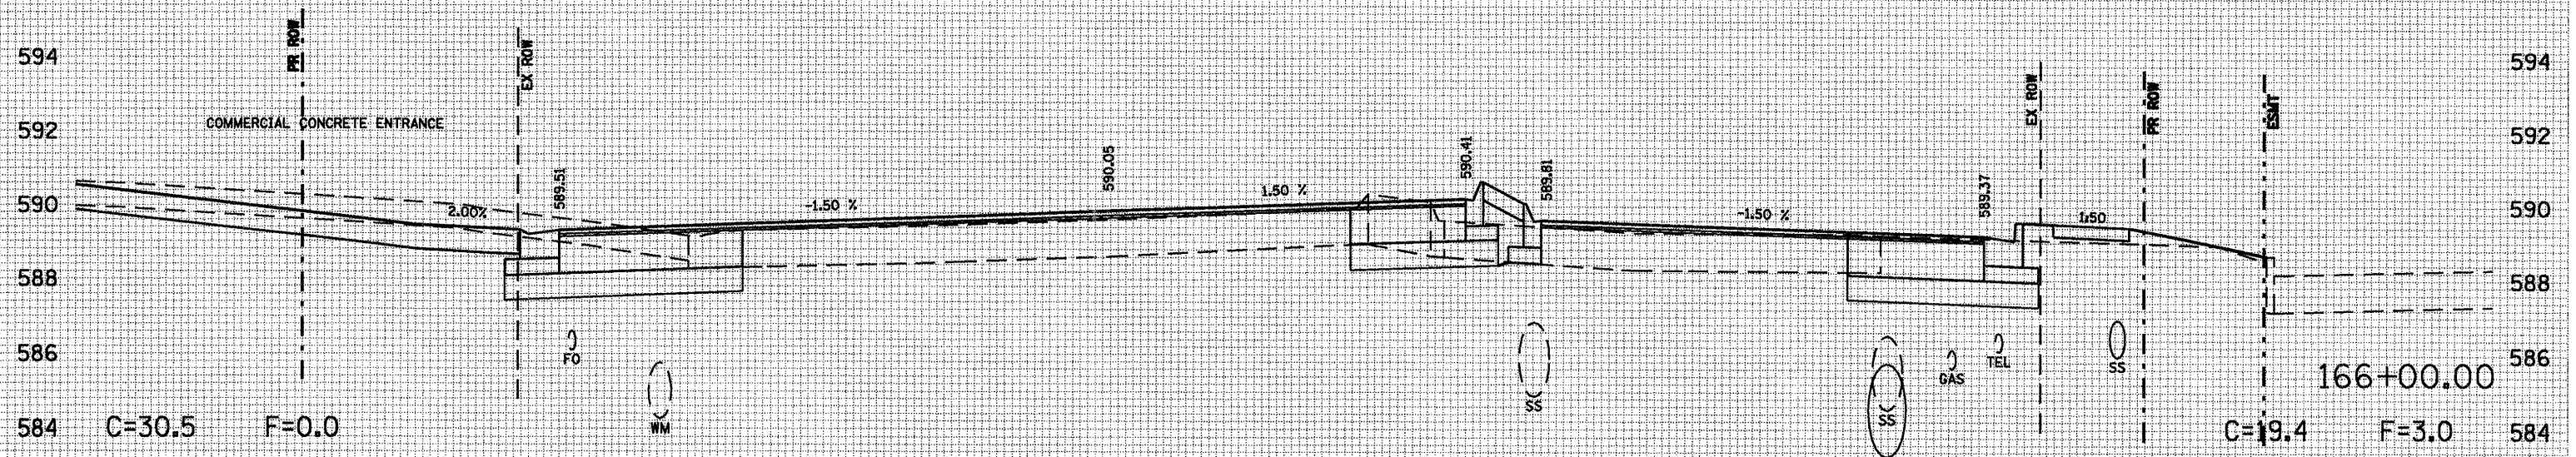 594
592
590
588
586
584
PR ROW
EX ROW
COMMERCIAL CONCRETE ENTRANCE
2.00%
589.51
-1.50 %
590.05
1.50 %
590.41
589.81
-1.50 %
589.37
EX ROW
PR ROW
ESMT
1.50
FO
WM
SS
SS
GAS
TEL
SS
C=30.5 F=0.0
166+00.00
C=19.4 F=3.0
594
592
590
588
586
584